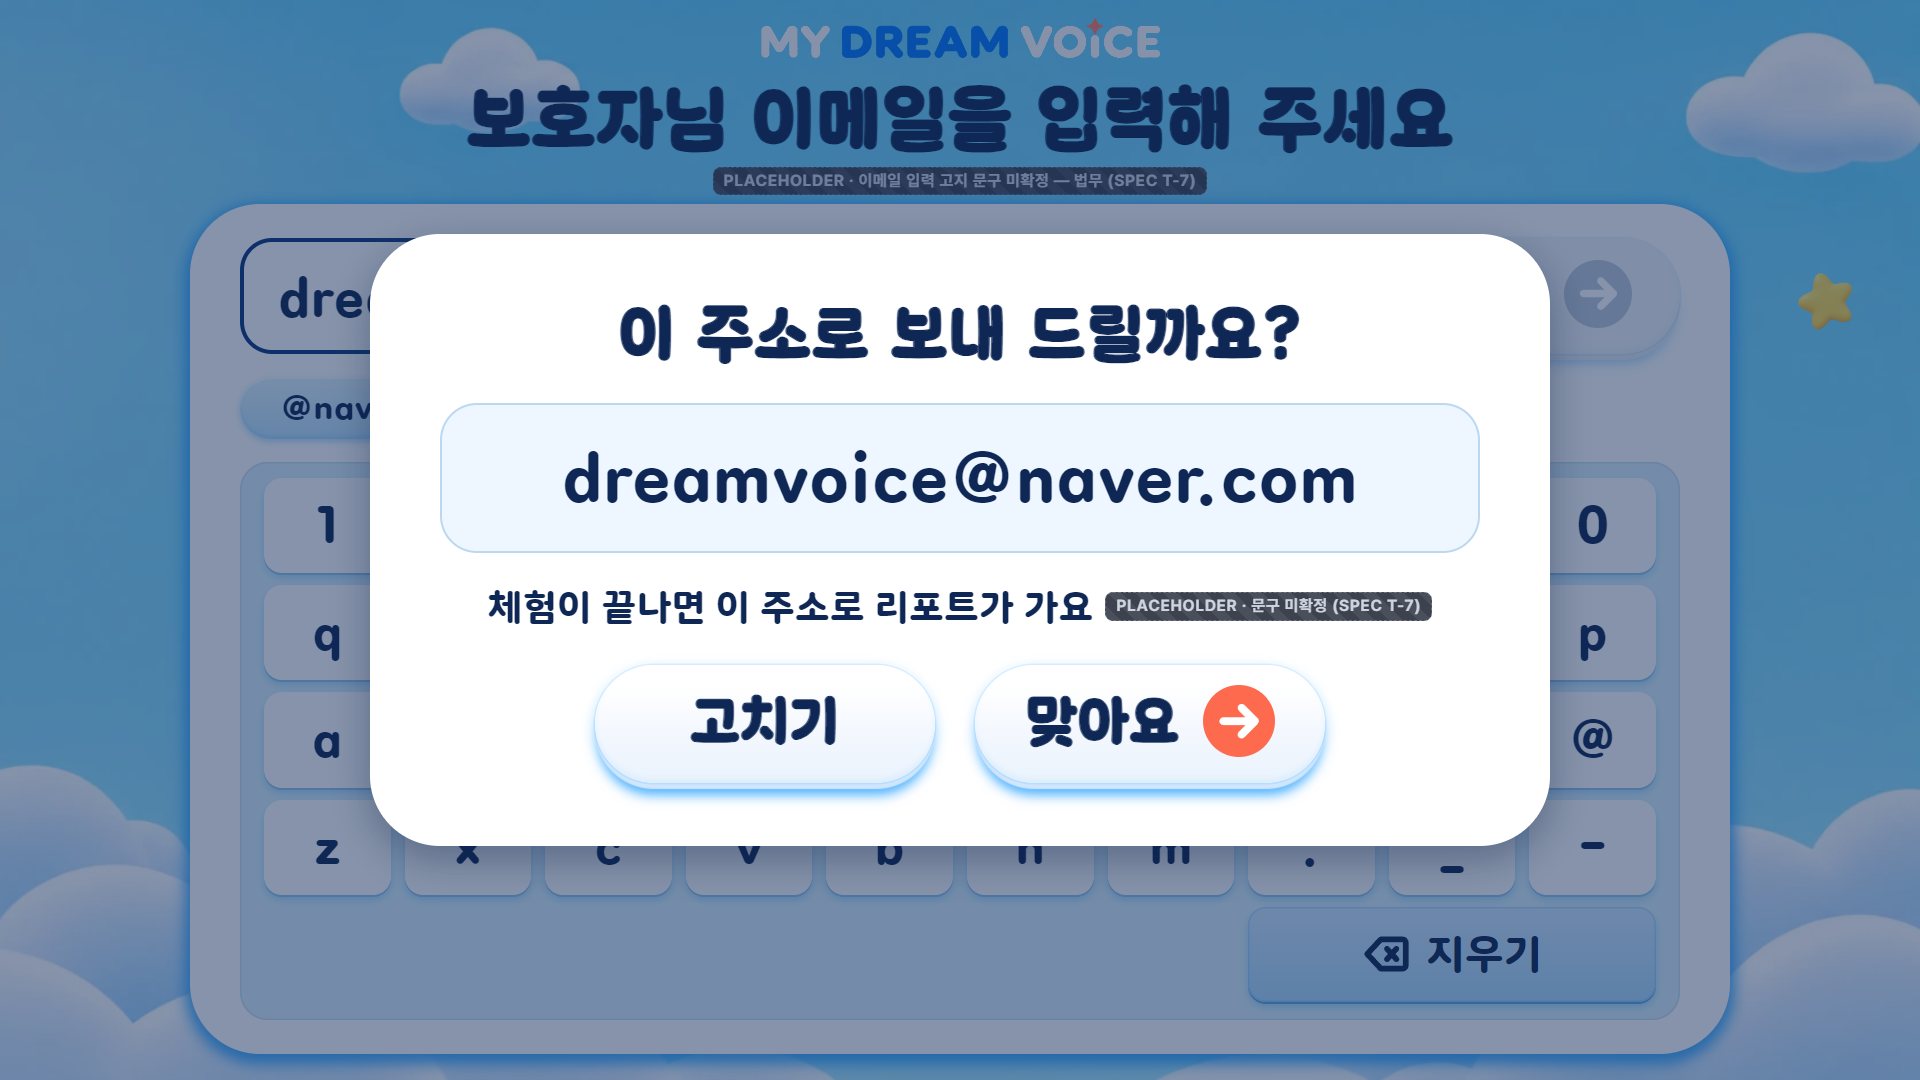 MY DREAM VOICE
보호자님 이메일을 입력해 주세요
PLACEHOLDER · 이메일 입력 고지 문구 미확정 — 법무 (SPEC T-7)
이 주소로 보내 드릴까요?
dreamvoice@naver.com
체험이 끝나면 이 주소로 리포트가 가요 PLACEHOLDER · 문구 미확정 (SPEC T-7)
고치기 맞아요
1 0
q p
a @
z x c v b n m . _ -
지우기